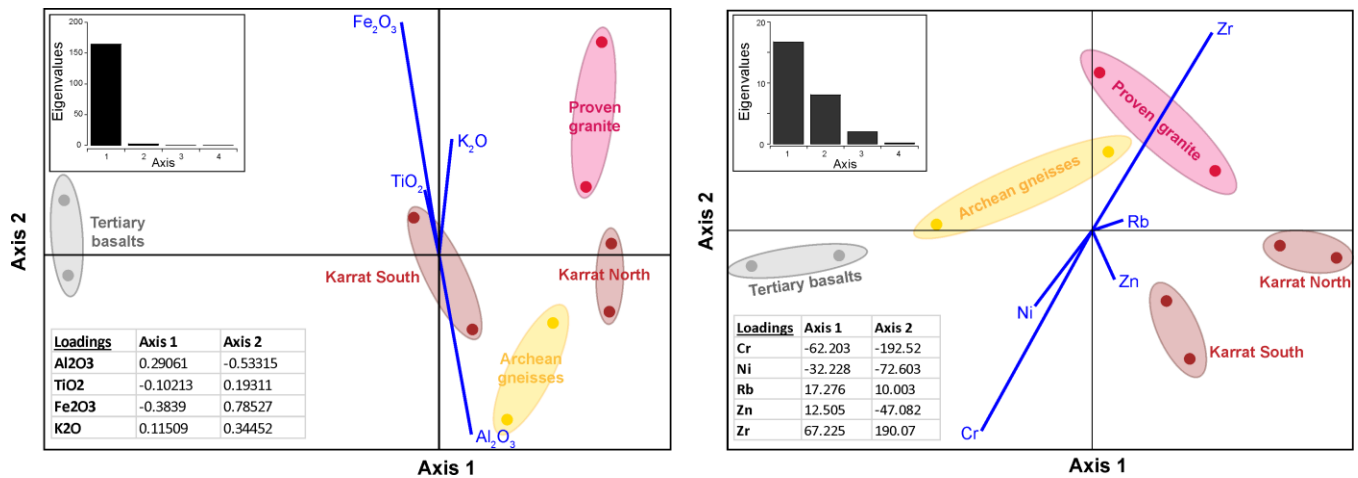 200
150
100
50
0
Eigenvalues
1 2 3 4
Axis
Fe₂O₃
K₂O
TiO₂
Proven
granite
Tertiary
basalts
Karrat South
Karrat North
Archean
gneisses
Al₂O₃
Axis 2
Axis 1
Loadings Axis 1 Axis 2
Al2O3 0.29061 -0.53315
TiO2 -0.10213 0.19311
Fe2O3 -0.3839 0.78527
K2O 0.11509 0.34452
20
10
0
Eigenvalues
1 2 3 4
Axis
Zr
Proven granite
Archean gneisses
Rb
Tertiary basalts
Karrat North
Zn
Ni
Karrat South
Cr
Axis 2
Axis 1
Loadings Axis 1 Axis 2
Cr -62.203 -192.52
Ni -32.228 -72.603
Rb 17.276 10.003
Zn 12.505 -47.082
Zr 67.225 190.07